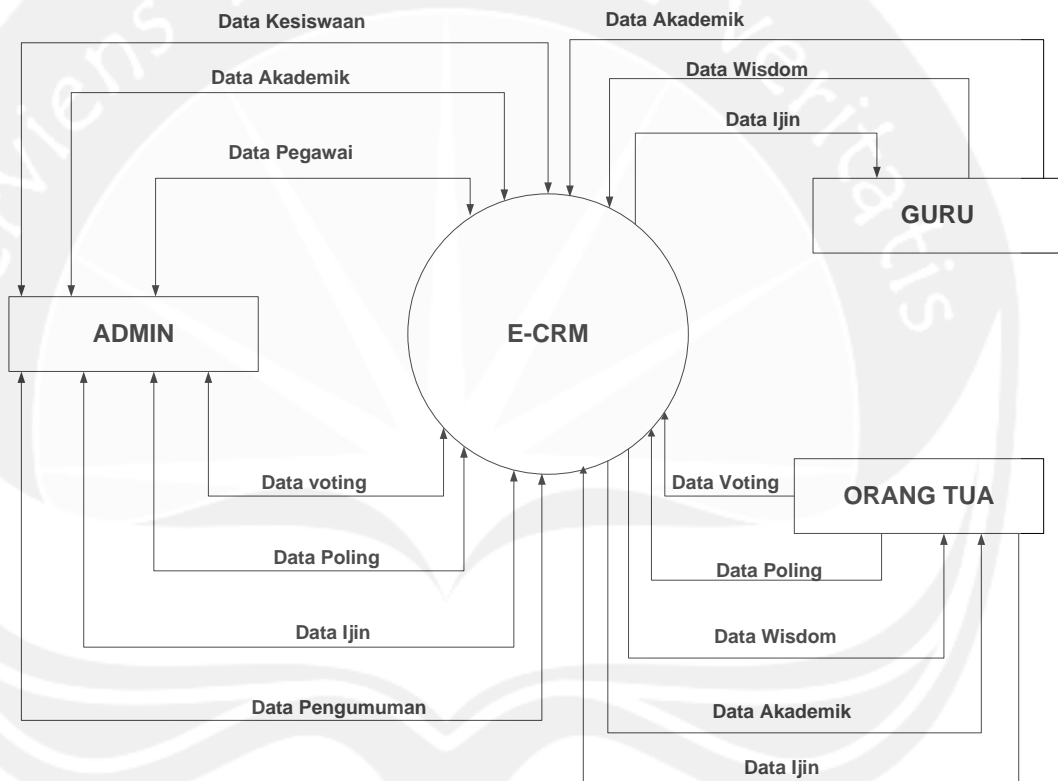 Data Kesiswaan
Data Akademik
Data Akademik
Data Wisdom
Data Ijin
Data Pegawai
GURU
ADMIN
E-CRM
Data voting
Data Voting
ORANG TUA
Data Poling
Data Poling
Data Ijin
Data Wisdom
Data Pengumuman
Data Akademik
Data Ijin